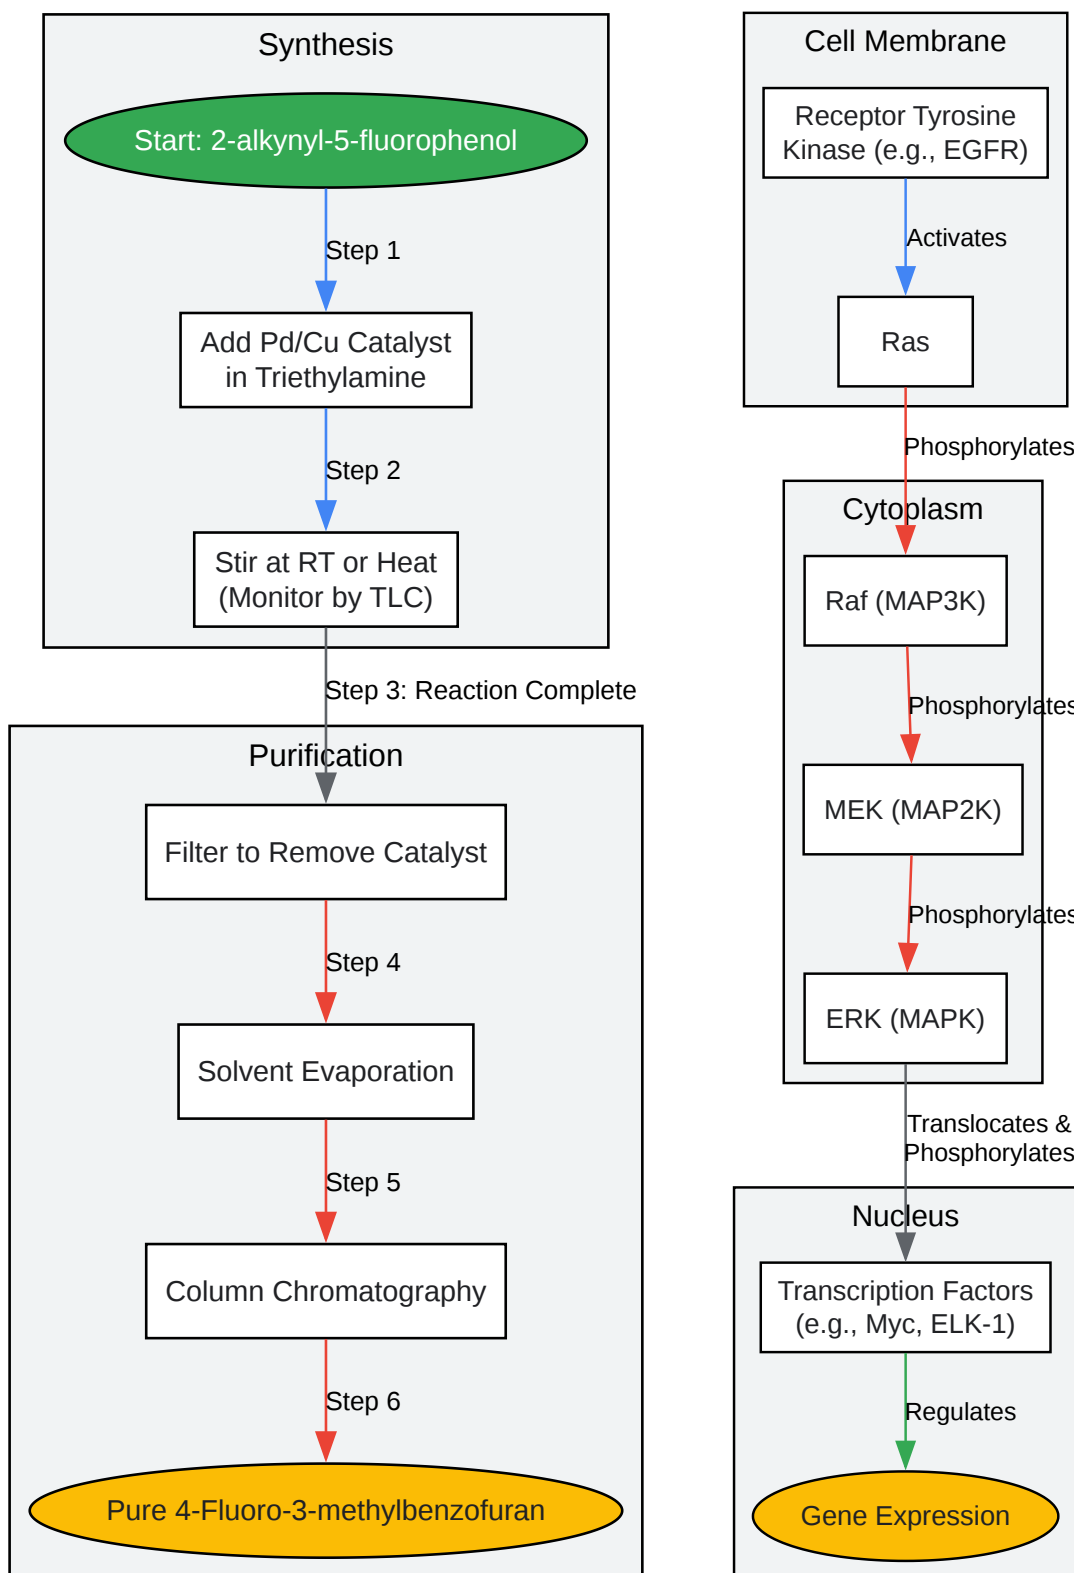 Synthesis
Start: 2-alkynyl-5-fluorophenol
Step 1
Add Pd/Cu Catalyst
in Triethylamine
Step 2
Stir at RT or Heat
(Monitor by TLC)
Step 3: Reaction Complete
Purification
Filter to Remove Catalyst
Step 4
Solvent Evaporation
Step 5
Column Chromatography
Step 6
Pure 4-Fluoro-3-methylbenzofuran
Cell Membrane
Receptor Tyrosine
Kinase (e.g., EGFR)
Activates
Ras
Phosphorylates
Cytoplasm
Raf (MAP3K)
Phosphorylates
MEK (MAP2K)
Phosphorylates
ERK (MAPK)
Translocates &
Phosphorylates
Nucleus
Transcription Factors
(e.g., Myc, ELK-1)
Regulates
Gene Expression